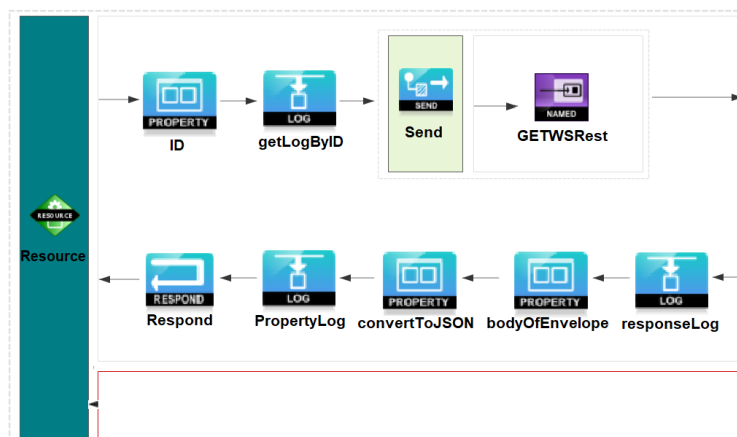 PROPERTY
ID
LOG
getLogByID
SEND
Send
NAMED
GETWSRest
RESOURCE
Resource
RESPOND
Respond
LOG
PropertyLog
PROPERTY
convertToJSON
PROPERTY
bodyOfEnvelope
LOG
responseLog